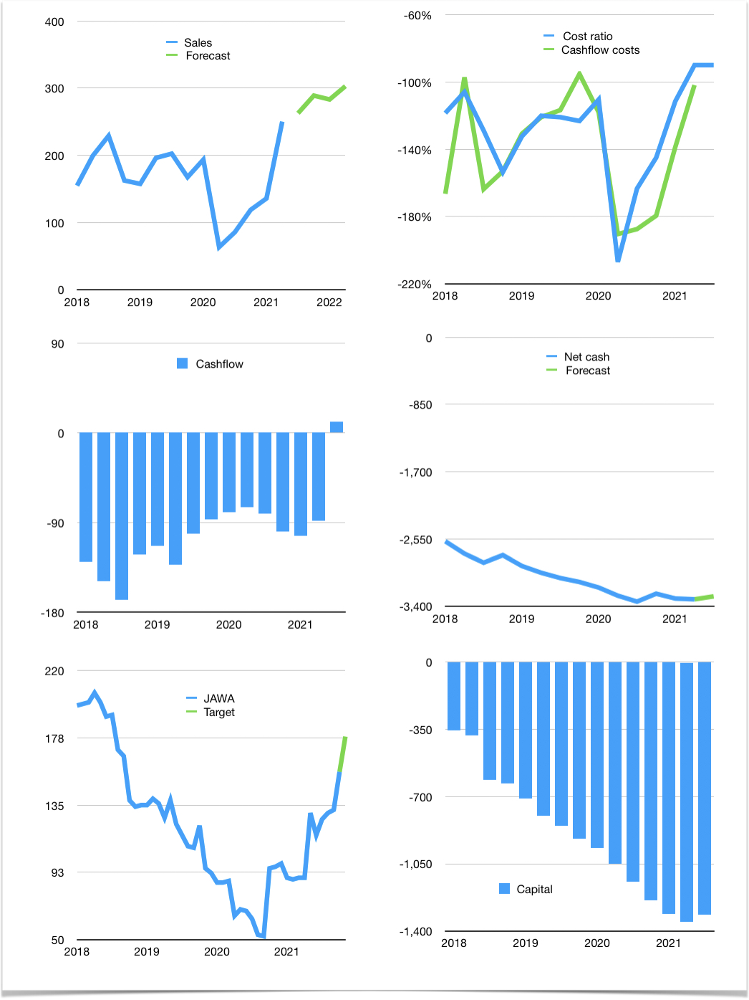 400
Sales
Forecast
300
200
100
0
2018 2019 2020 2021 2022
-60%
Cost ratio
Cashflow costs
-100%
-140%
-180%
-220%
2018 2019 2020 2021
90
Cashflow
0
-90
-180
2018 2019 2020 2021
0
Net cash
Forecast
-850
-1,700
-2,550
-3,400
2018 2019 2020 2021
220
JAWA
Target
178
135
93
50
2018 2019 2020 2021
0
-350
-700
-1,050
Capital
-1,400
2018 2019 2020 2021